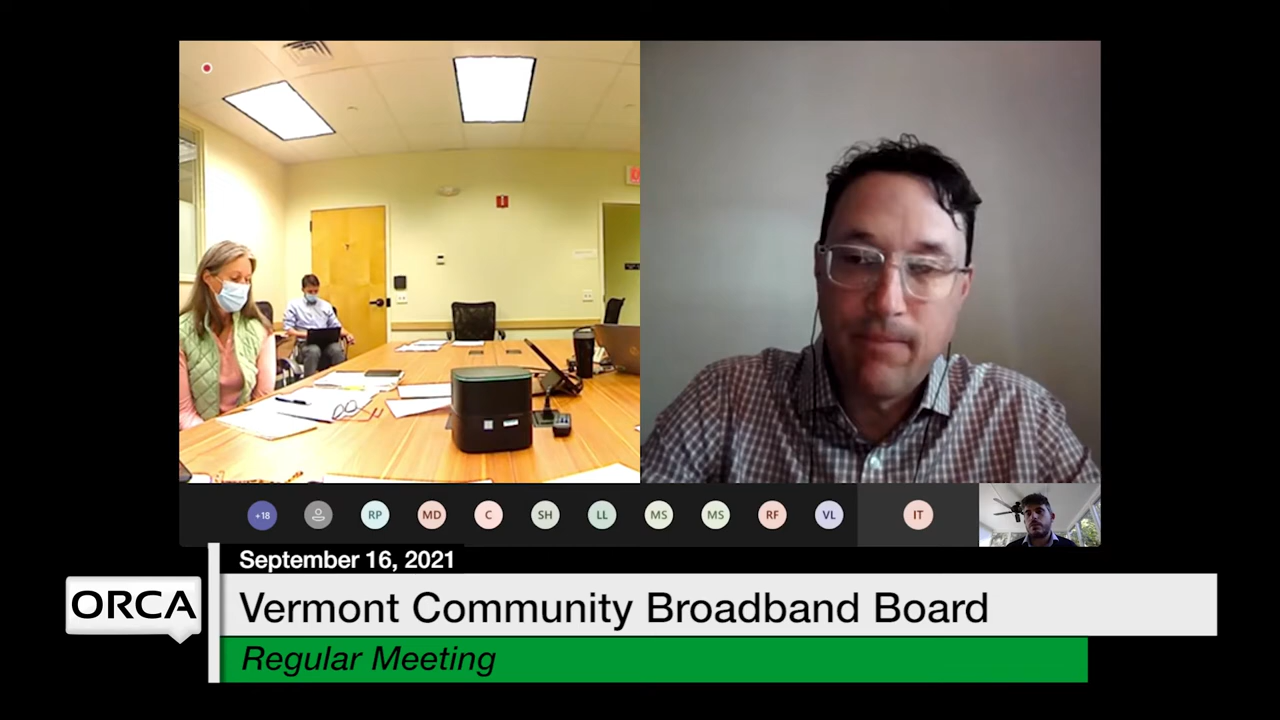 +18
RP
MD
C
SH
LL
MS
MS
RF
VL
IT
September 16, 2021
ORCA
Vermont Community Broadband Board
Regular Meeting